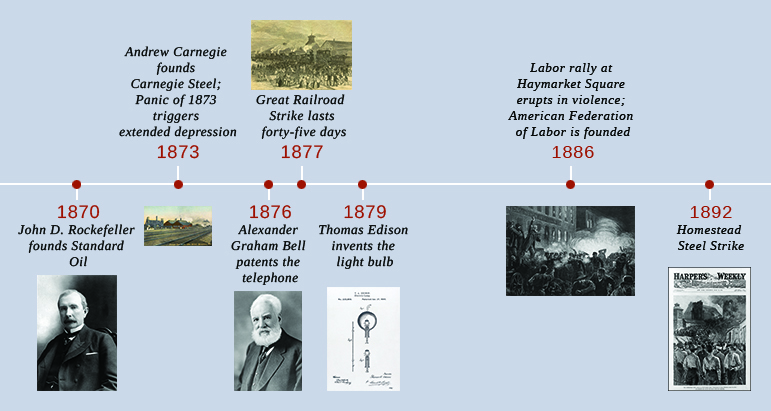 Andrew Carnegie
founds
Carnegie Steel;
Panic of 1873
triggers
extended depression
1873
Great Railroad
Strike lasts
forty-five days
1877
Labor rally at
Haymarket Square
erupts in violence;
American Federation
of Labor is founded
1886
1870
John D. Rockefeller
founds Standard
Oil
1876
Alexander
Graham Bell
patents the
telephone
1879
Thomas Edison
invents the
light bulb
1892
Homestead
Steel Strike
HARPER'S WEEKLY